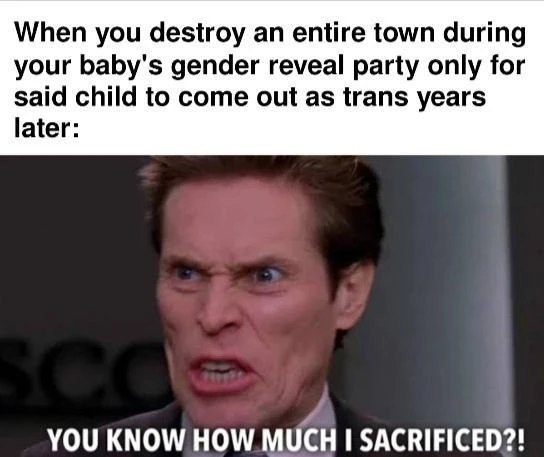 When you destroy an entire town during
your baby's gender reveal party only for
said child to come out as trans years
later:
SCO
YOU KNOW HOW MUCH I SACRIFICED?!